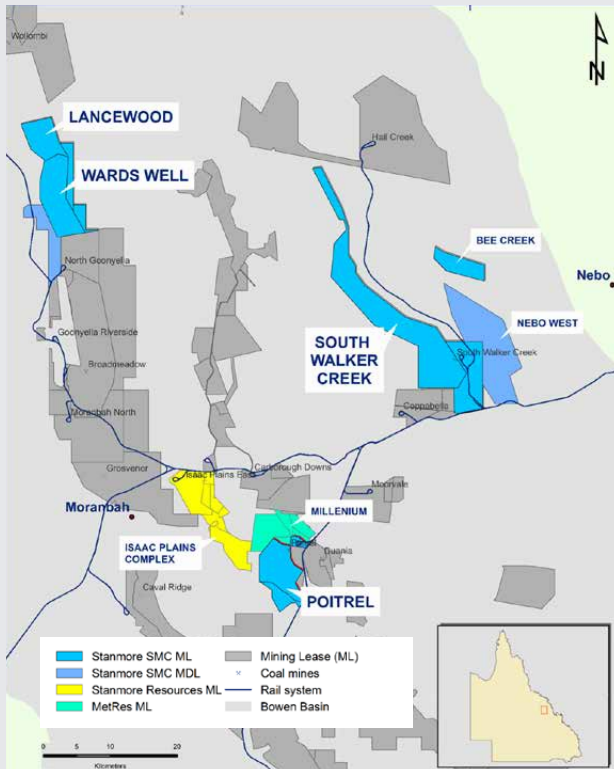 Wollombi
N
LANCEWOOD
Hail Creek
WARDS WELL
BEE CREEK
North Goonyella
Nebo
NEBO WEST
Goonyella Riverside
SOUTH
WALKER
CREEK
South Walker Creek
Broadmeadow
Coppabella
Moranbah North
Grosvenor
Isaac Plains East
Carborough Downs
Moorvale
Moranbah
MILLENIUM
ISAAC PLAINS
COMPLEX
Daunia
Caval Ridge
POITREL
Stanmore SMC ML
Stanmore SMC MDL
Stanmore Resources ML
MetRes ML
Mining Lease (ML)
Coal mines
Rail system
Bowen Basin
0 5 10 20
Kilometers